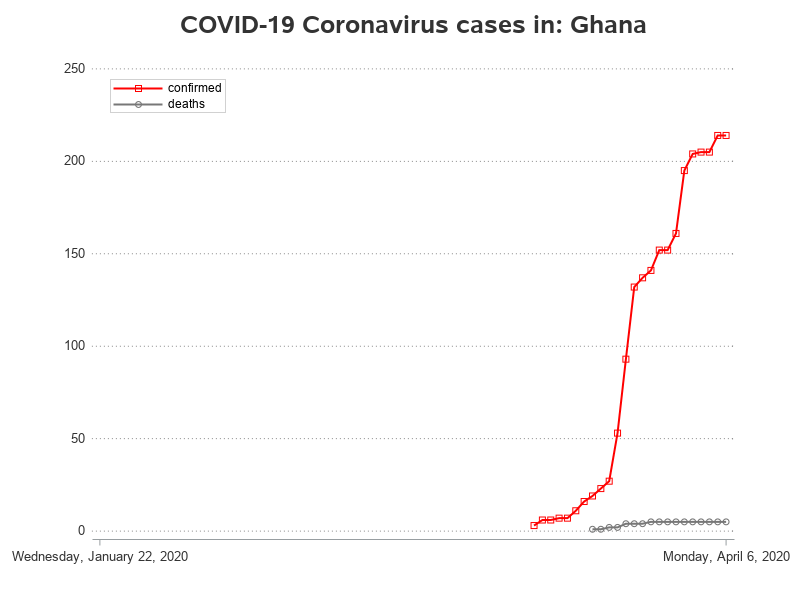 COVID-19 Coronavirus cases in: Ghana
250
confirmed
deaths
200
150
100
50
0
Wednesday, January 22, 2020
Monday, April 6, 2020